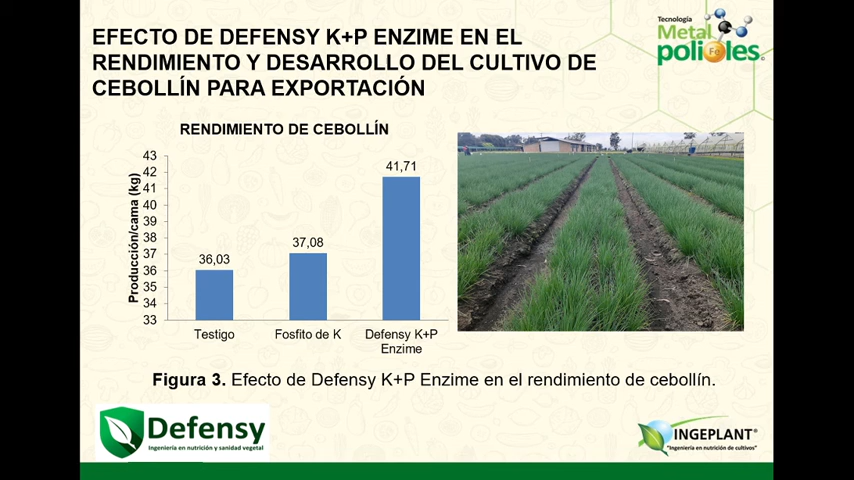 EFECTO DE DEFENSY K+P ENZIME EN EL
RENDIMIENTO Y DESARROLLO DEL CULTIVO DE
CEBOLLÍN PARA EXPORTACIÓN
Tecnología
Metal
polioles
Fe
RENDIMIENTO DE CEBOLLÍN
Producción/cama (kg)
43
42
41
40
39
38
37
36
35
34
33
36,03
37,08
41,71
Testigo
Fosfito de K
Defensy K+P
Enzime
Figura 3. Efecto de Defensy K+P Enzime en el rendimiento de cebollín.
Defensy
Ingeniería en nutrición y sanidad vegetal
INGEPLANT®
"Ingeniería en nutrición de cultivos"